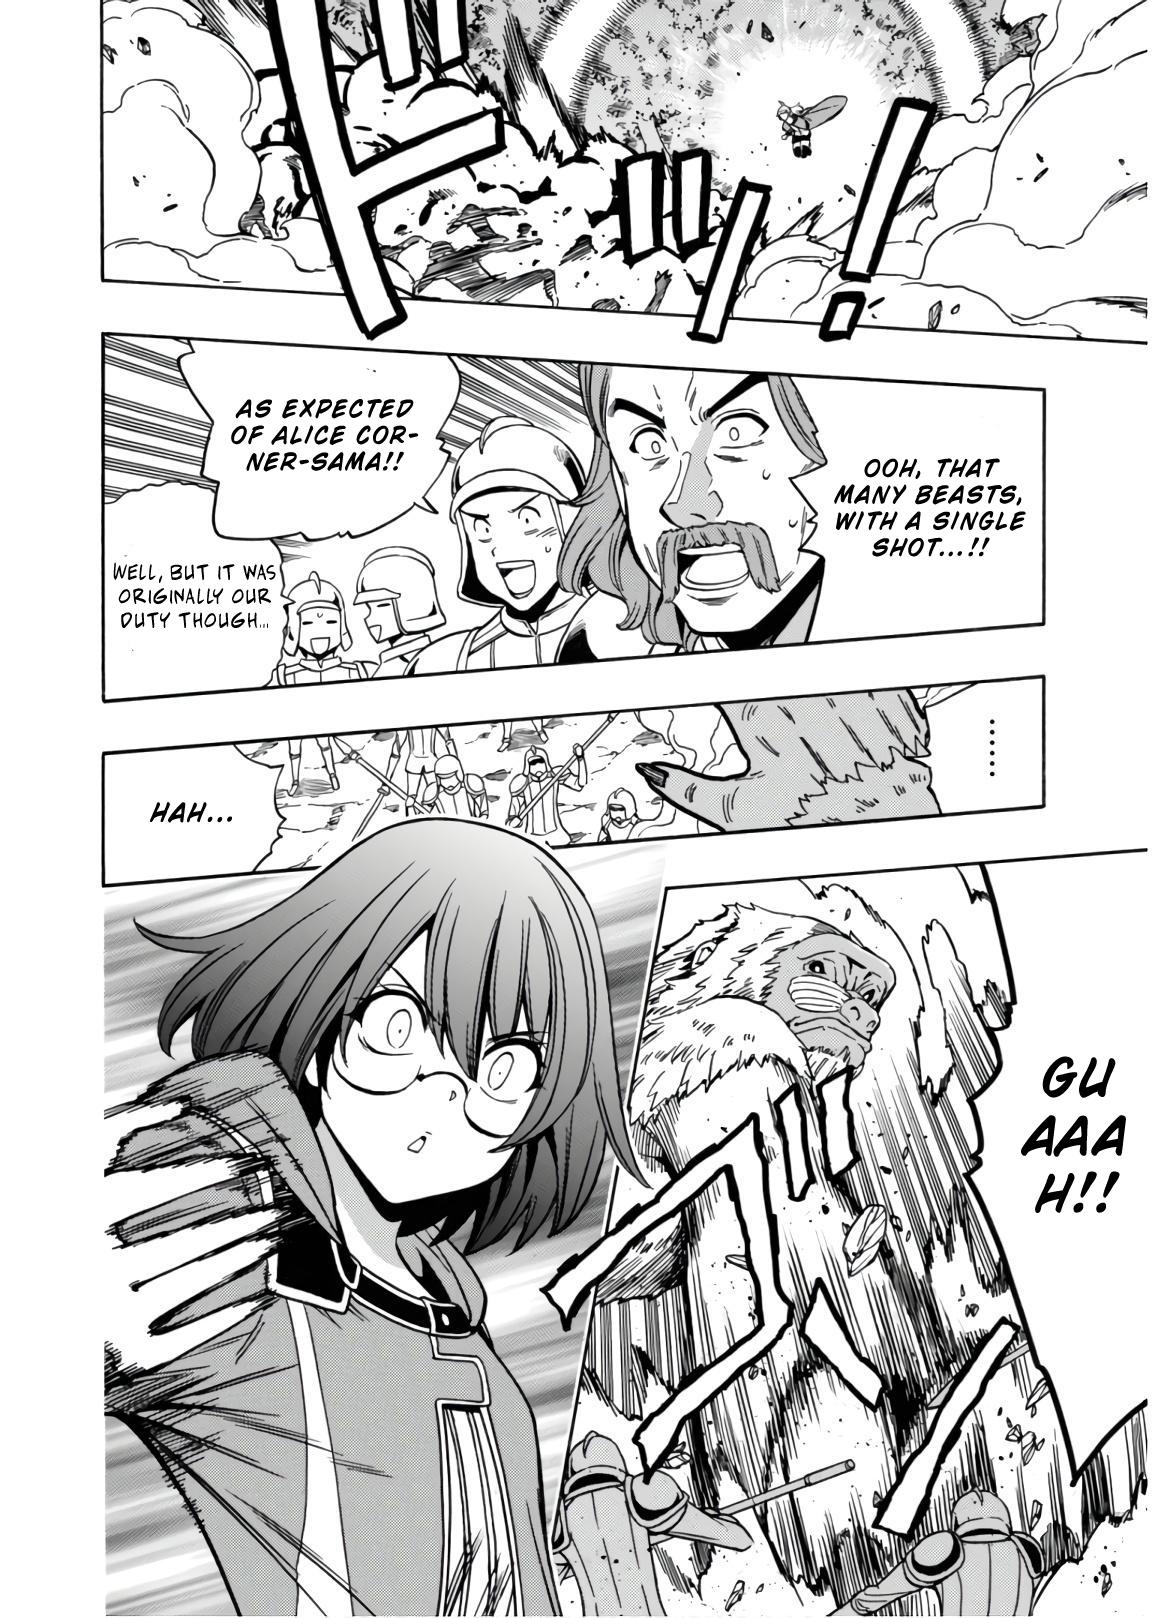 ドドッ!
OOH, THAT
MANY BEASTS,
WITH A SINGLE
SHOT...!!
AS EXPECTED
OF ALICE COR-
NER-SAMA!!
WELL, BUT IT WAS
ORIGINALLY OUR
DUTY THOUGH...
......
HAH...
GU
AAA
H!!